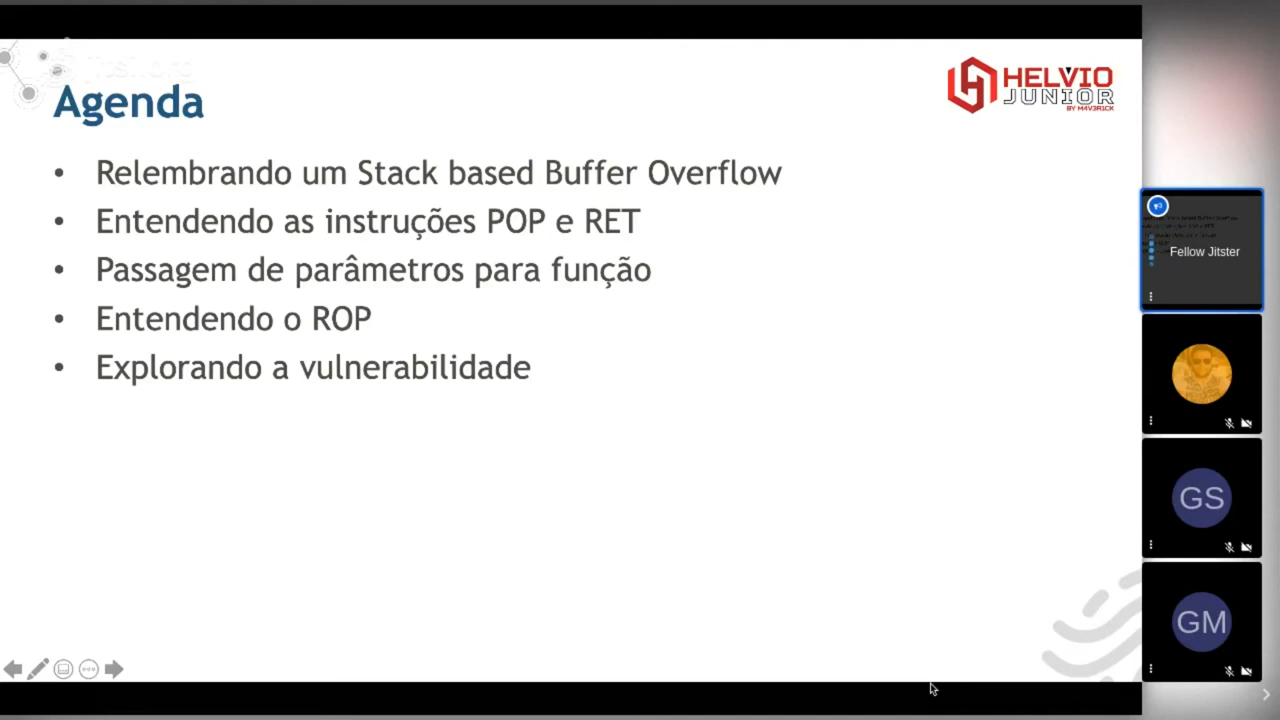 Agenda
HELVIO
JUNIOR
BY M4V3R1CK
• Relembrando um Stack based Buffer Overflow
• Entendendo as instruções POP e RET
• Passagem de parâmetros para função
• Entendendo o ROP
• Explorando a vulnerabilidade
Fellow Jitster
GS
GM